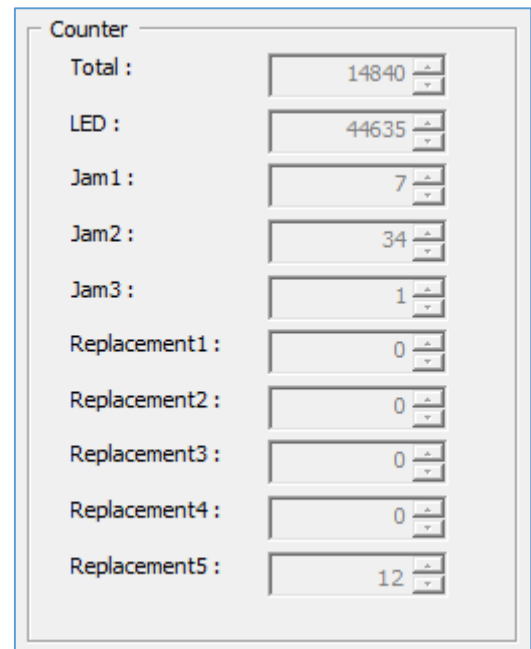 Counter
Total : 14840
LED : 44635
Jam1 : 7
Jam2 : 34
Jam3 : 1
Replacement1 : 0
Replacement2 : 0
Replacement3 : 0
Replacement4 : 0
Replacement5 : 12